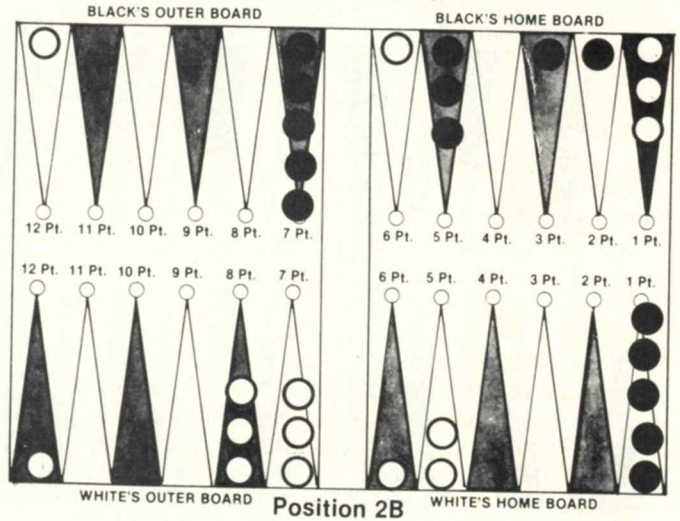 BLACK'S OUTER BOARD
BLACK'S HOME BOARD
12 Pt. 11 Pt. 10 Pt. 9 Pt. 8 Pt. 7 Pt.
6 Pt. 5 Pt. 4 Pt. 3 Pt. 2 Pt. 1 Pt.
12 Pt. 11 Pt. 10 Pt. 9 Pt. 8 Pt. 7 Pt.
6 Pt. 5 Pt. 4 Pt. 3 Pt. 2 Pt. 1 Pt.
WHITE'S OUTER BOARD
WHITE'S HOME BOARD
Position 2B